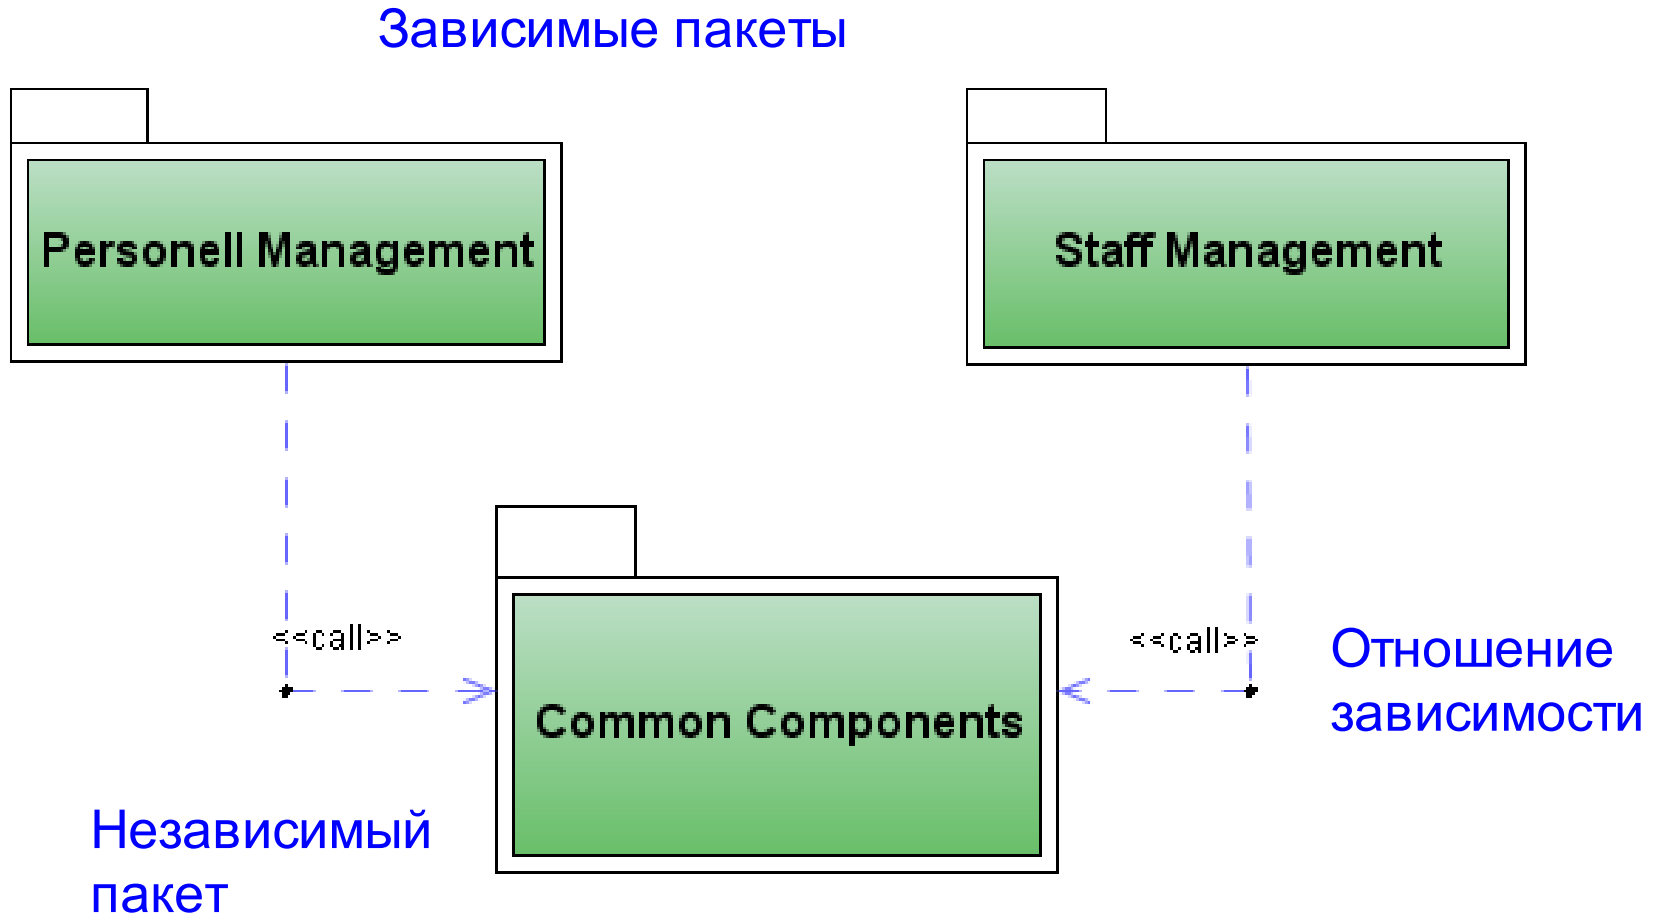 Зависимые пакеты
Personell Management
Staff Management
<<call>>
<<call>>
Отношение
зависимости
Common Components
Независимый
пакет